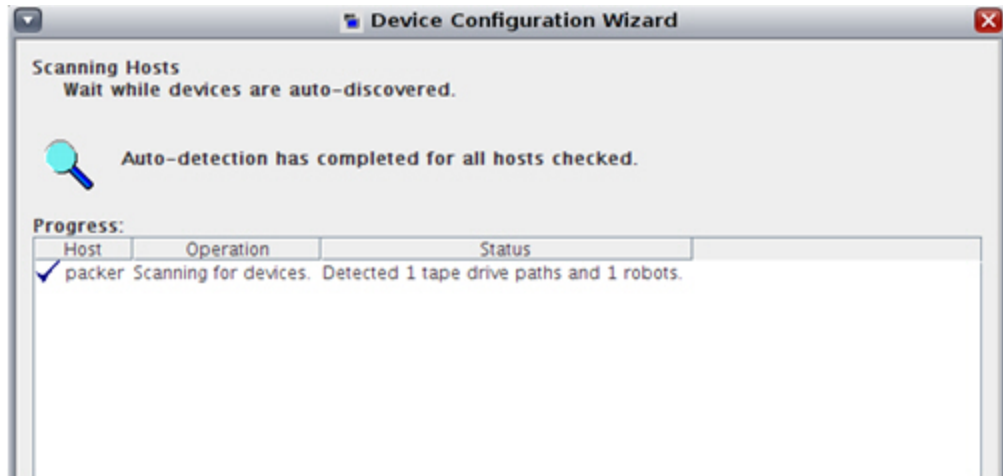 Device Configuration Wizard
Scanning Hosts
Wait while devices are auto-discovered.
Auto-detection has completed for all hosts checked.
Progress:
Host Operation Status
packer Scanning for devices. Detected 1 tape drive paths and 1 robots.